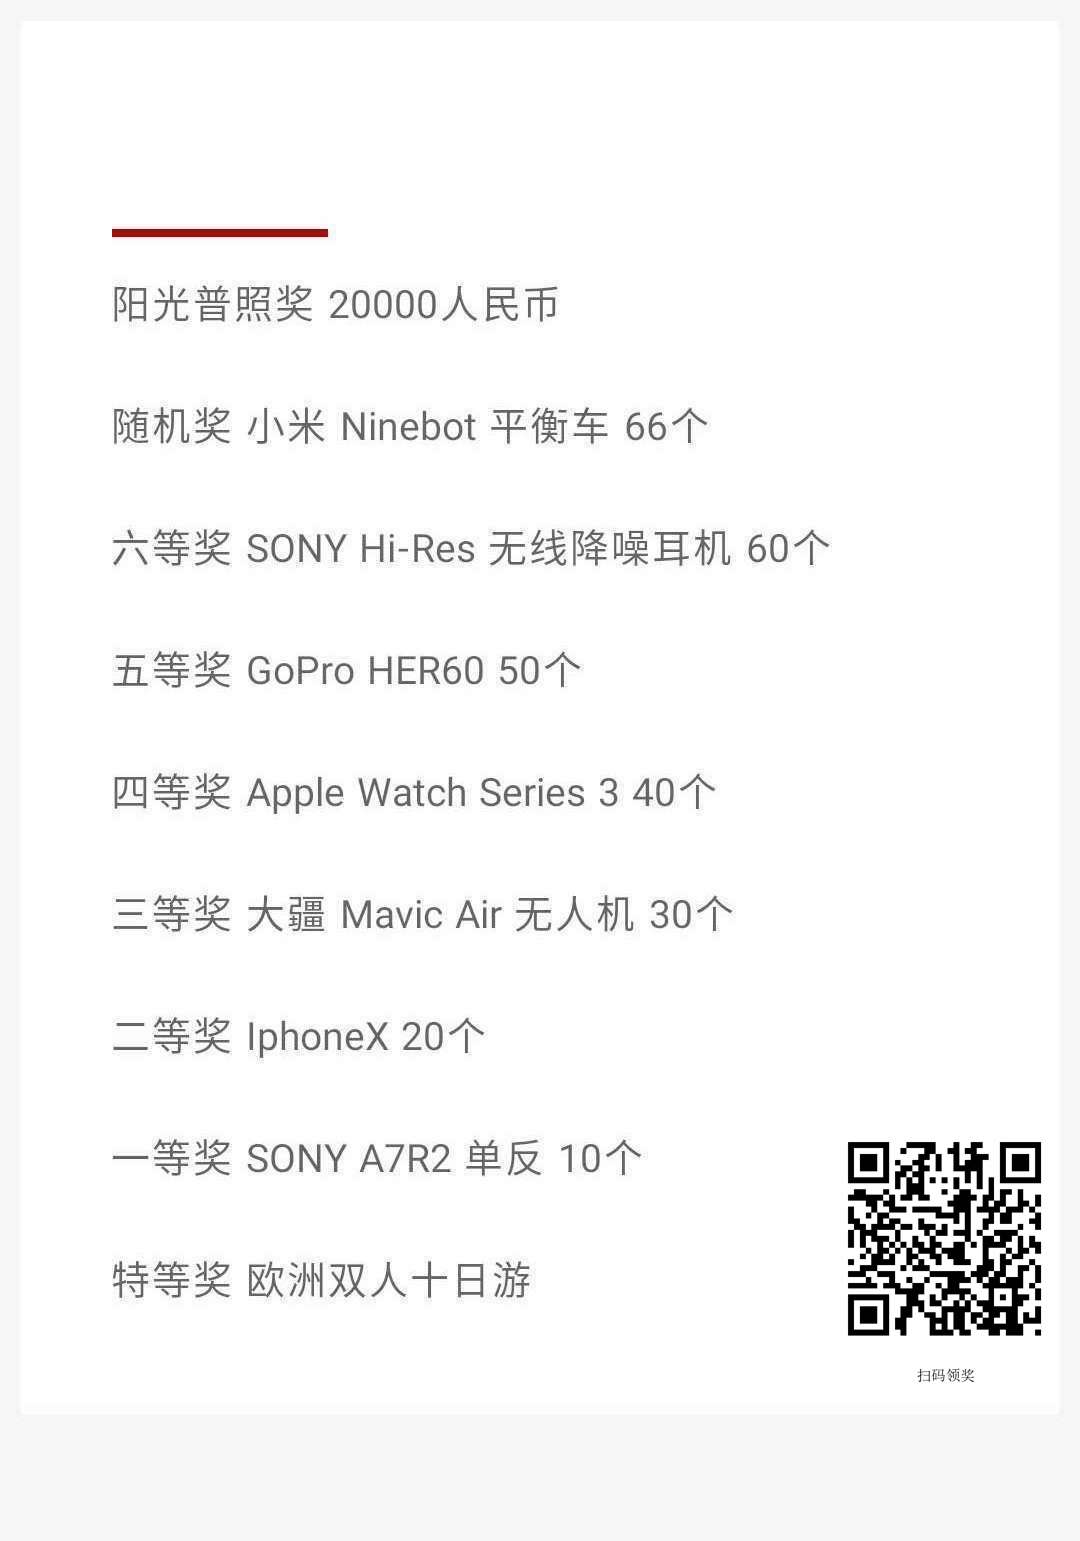 阳光普照奖 20000人民币
随机奖 小米 Ninebot 平衡车 66个
六等奖 SONY Hi-Res 无线降噪耳机 60个
五等奖 GoPro HER60 50个
四等奖 Apple Watch Series 3 40个
三等奖 大疆 Mavic Air 无人机 30个
二等奖 IphoneX 20个
一等奖 SONY A7R2 单反 10个
特等奖 欧洲双人十日游
扫码领奖